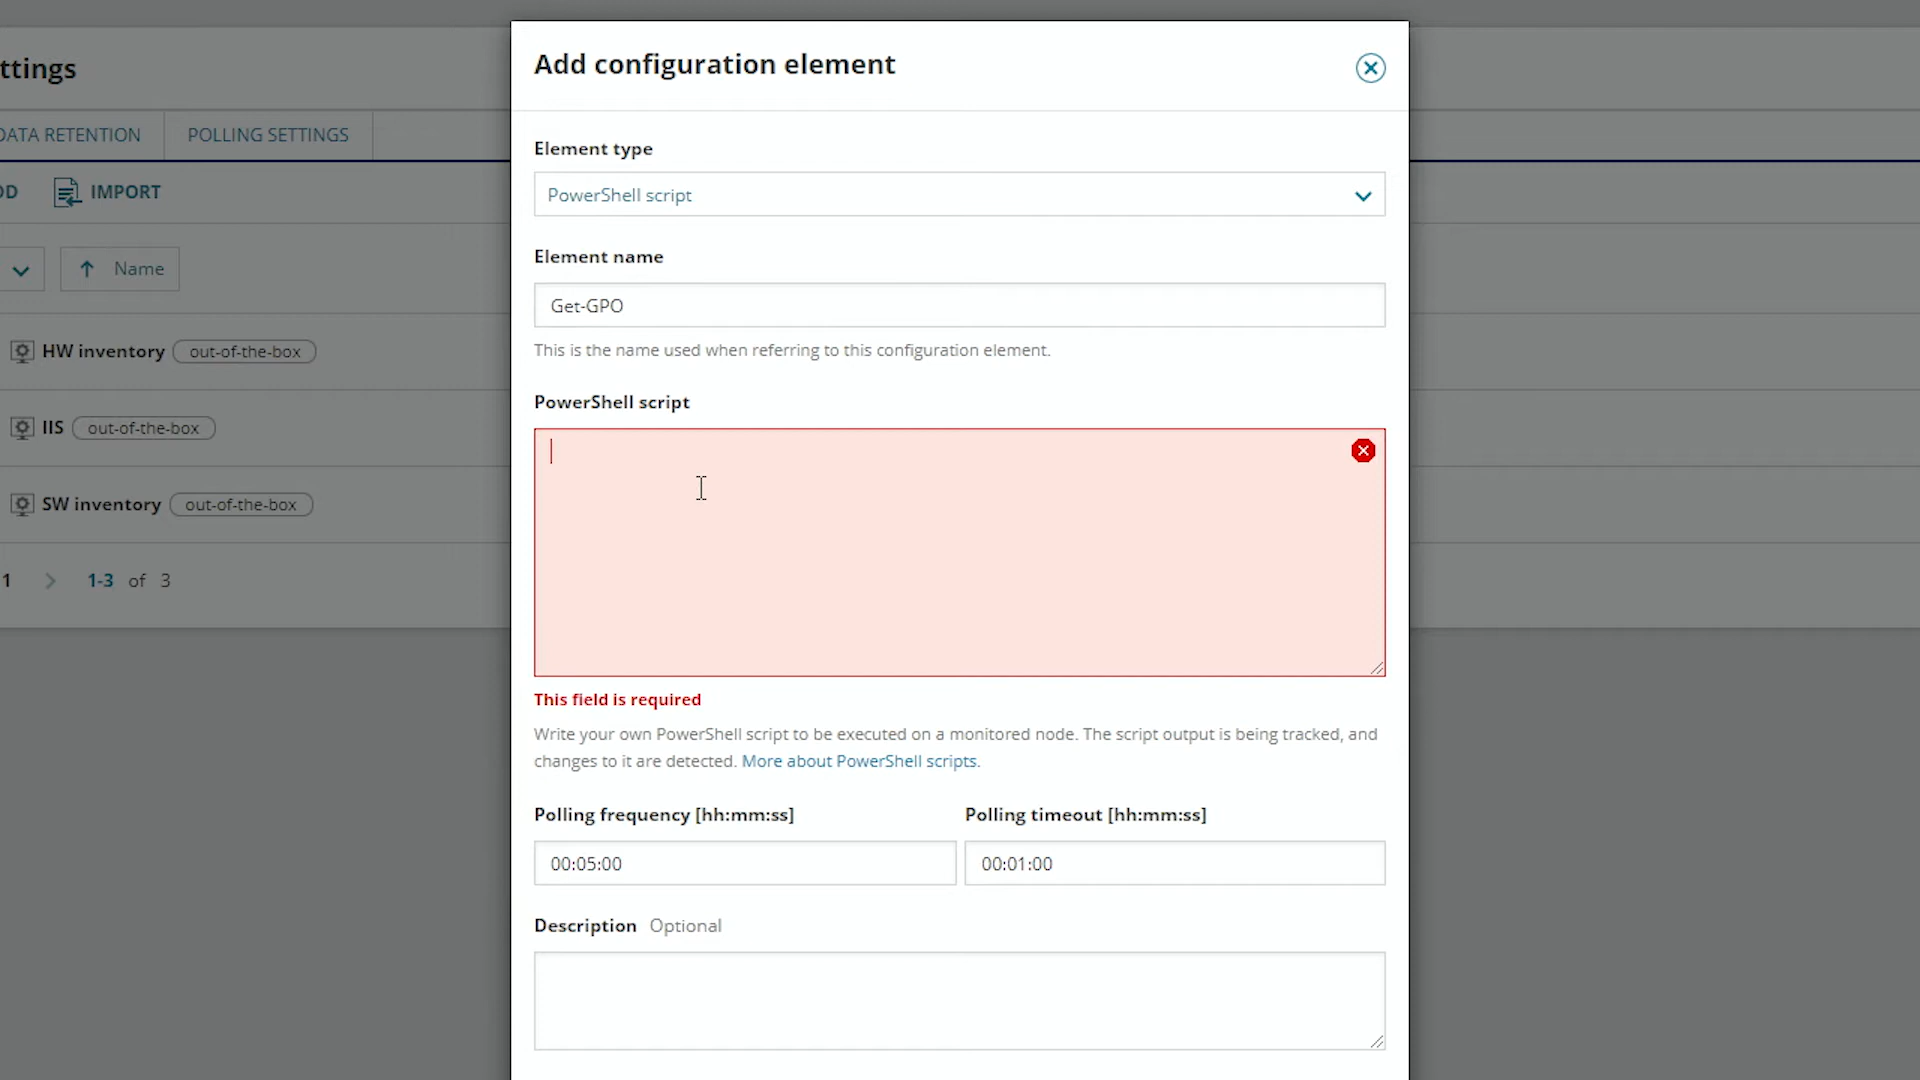 Add configuration element
ttings
DATA RETENTION
POLLING SETTINGS
Element type
PowerShell script
IMPORT
Element name
Name
Get-GPO
This is the name used when referring to this configuration element.
HW inventory out-of-the-box
PowerShell script
IIS out-of-the-box
SW inventory out-of-the-box
1 1-3 of 3
This field is required
Write your own PowerShell script to be executed on a monitored node. The script output is being tracked, and
changes to it are detected. More about PowerShell scripts.
Polling frequency [hh:mm:ss] Polling timeout [hh:mm:ss]
00:05:00 00:01:00
Description Optional